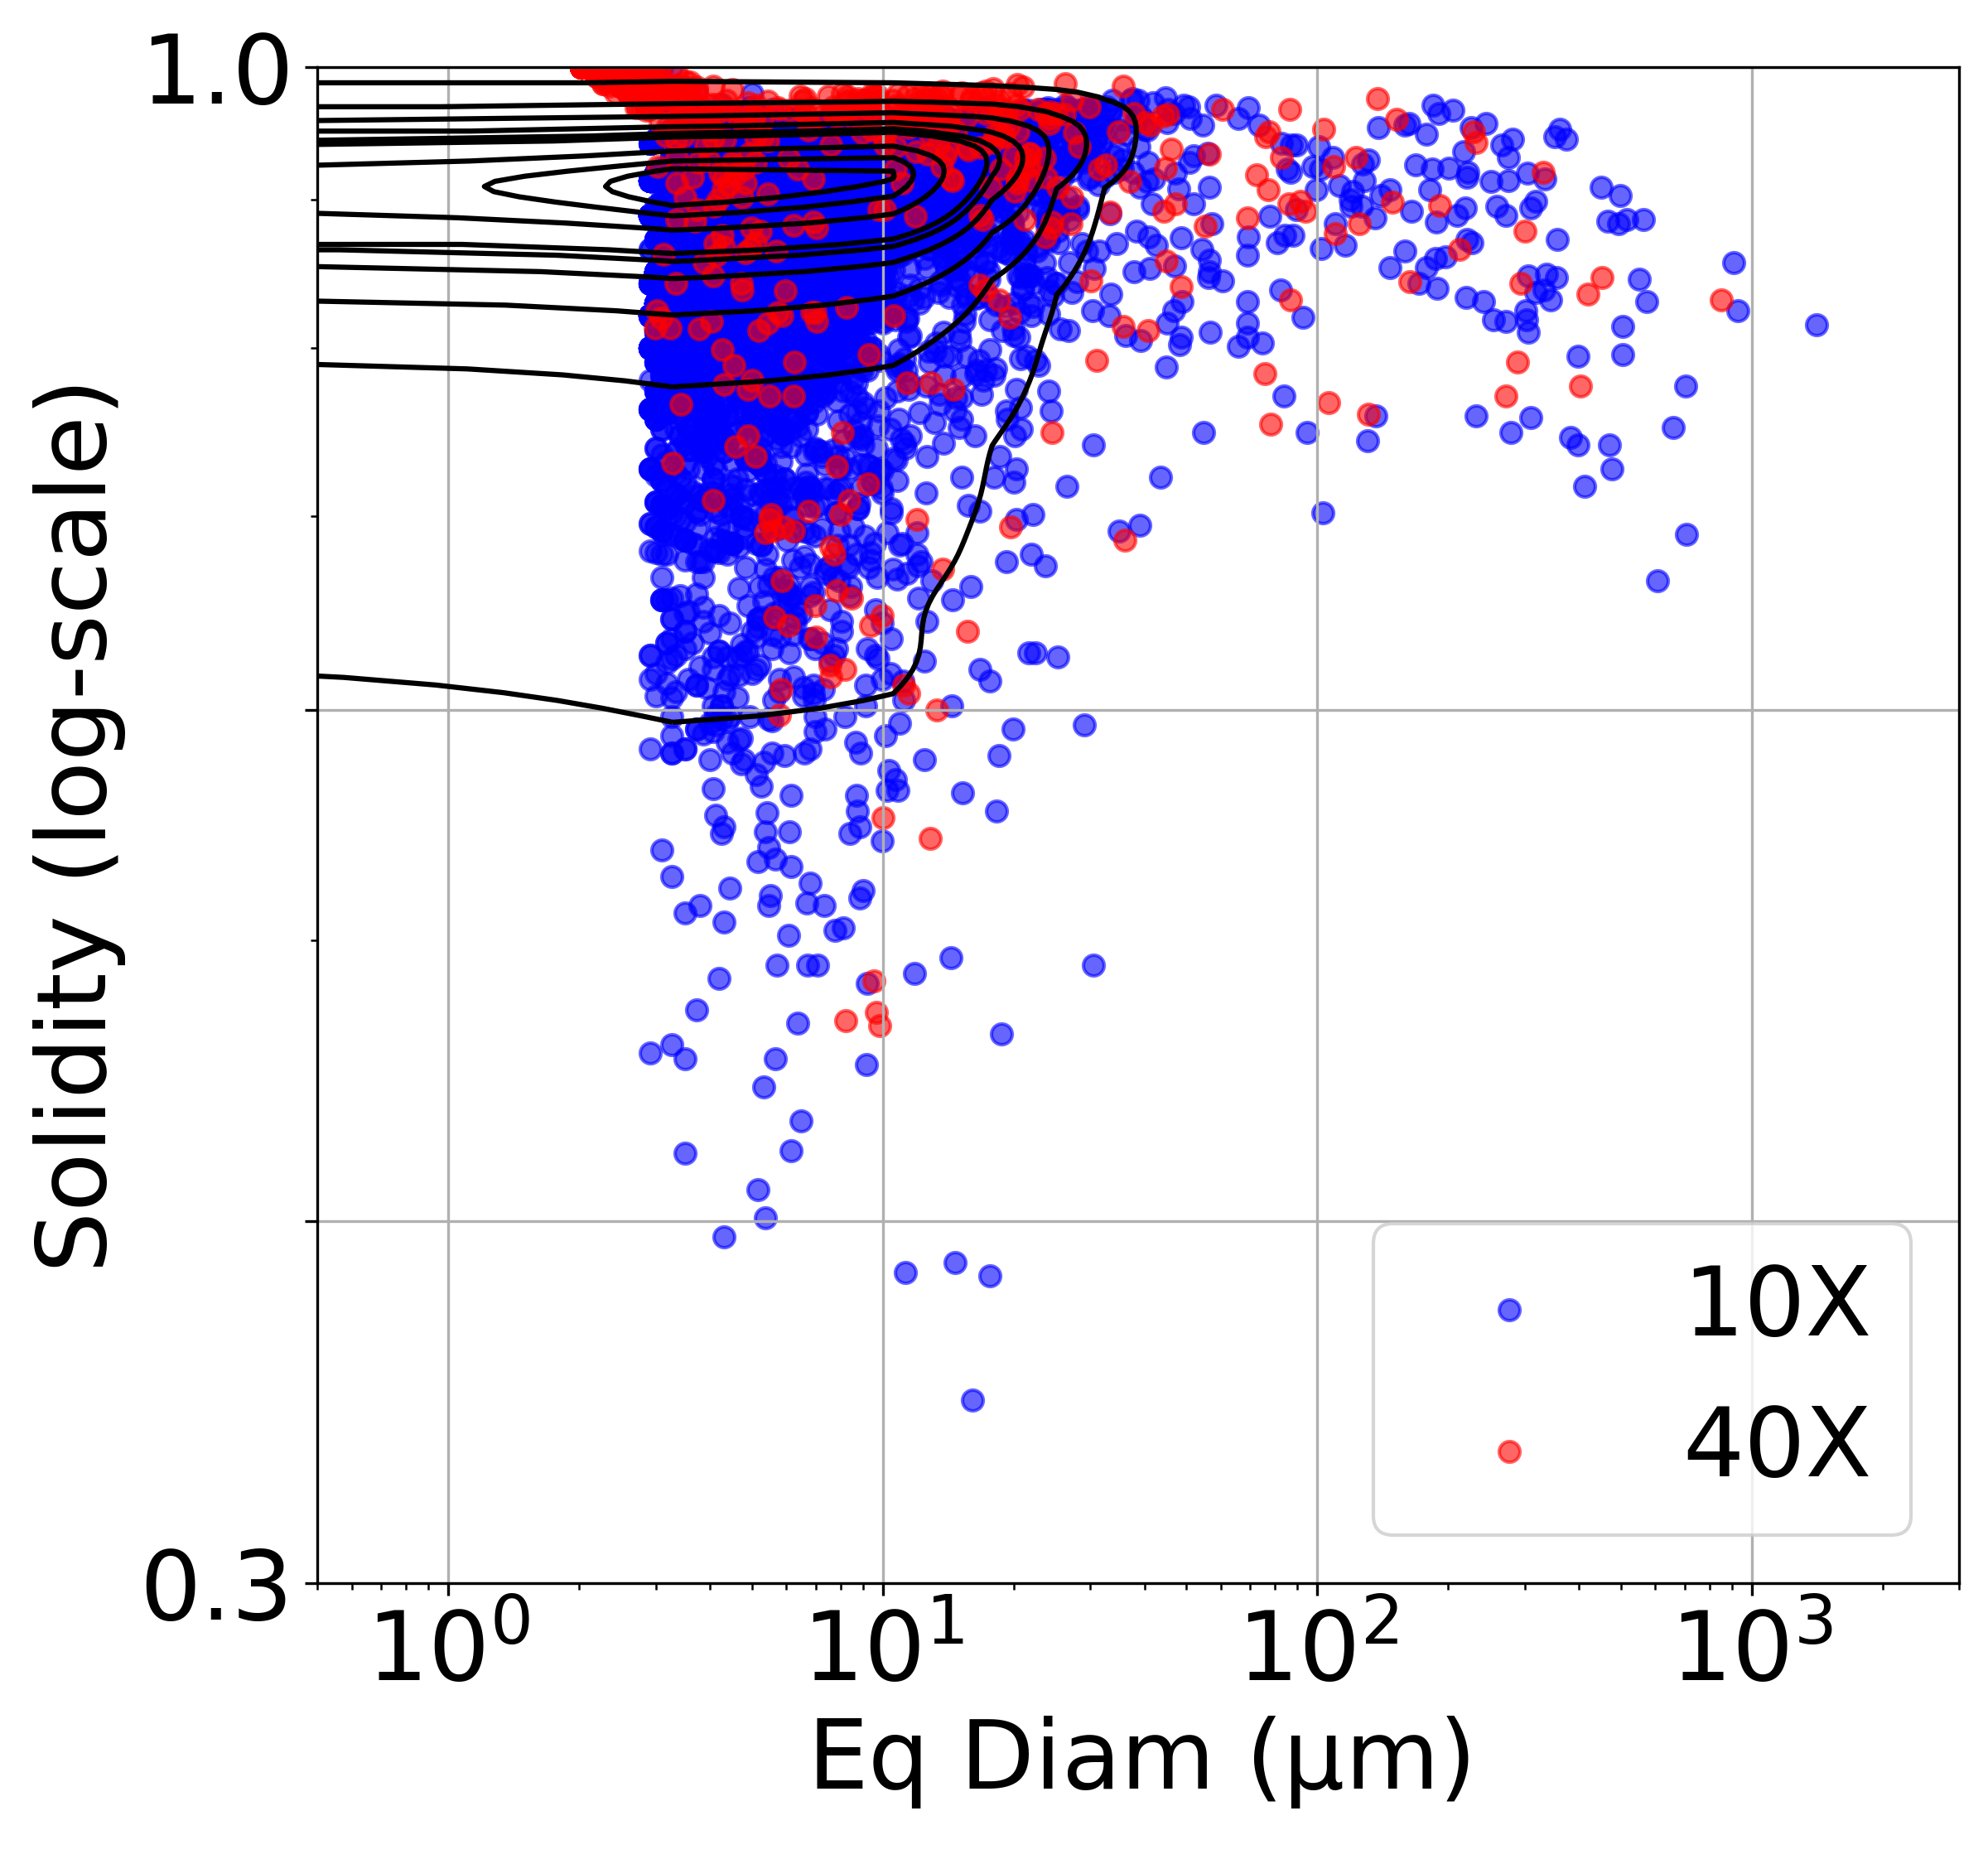 1.0
Solidity (log-scale)
0.3
10⁰ 10¹ 10² 10³
Eq Diam (µm)
10X
40X